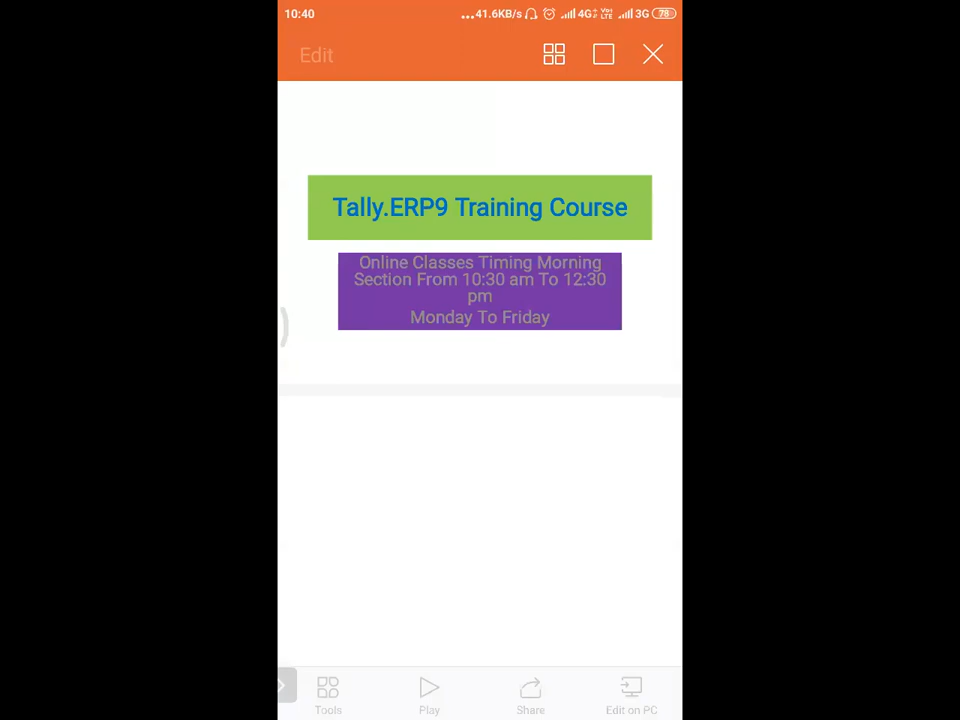 10:40
...41.6KB/s 4G VoLTE 3G 78
Edit
Tally.ERP9 Training Course
Online Classes Timing Morning
Section From 10:30 am To 12:30
pm
Monday To Friday
Tools
Play
Share
Edit on PC